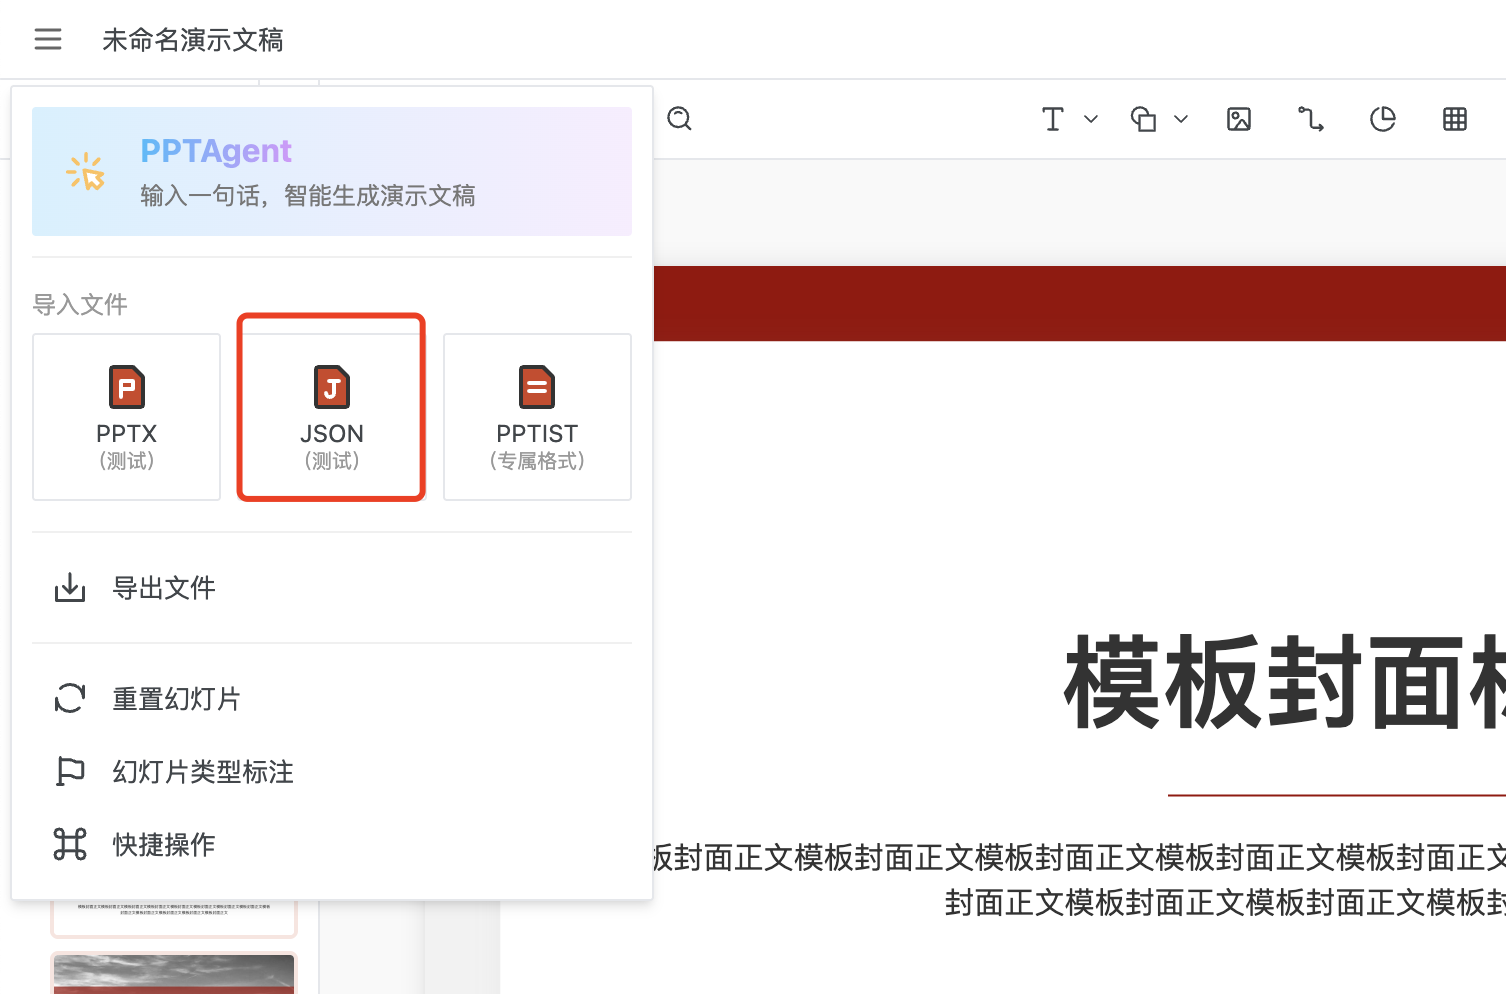 未命名演示文稿
PPTAgent
输入一句话，智能生成演示文稿
导入文件
PPTX
（测试）
JSON
（测试）
PPTIST
（专属格式）
导出文件
重置幻灯片
幻灯片类型标注
快捷操作
模板封面
板封面正文模板封面正文模板封面正文模板封面正文模板封面正文
封面正文模板封面正文模板封面正文模板封